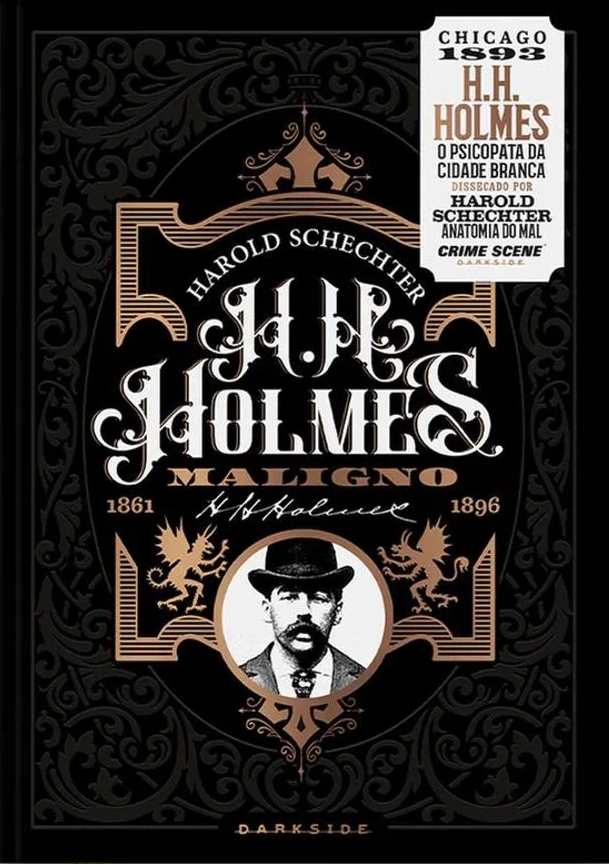 CHICAGO
1893
H.H.
HOLMES
O PSICOPATA DA
CIDADE BRANCA
DISSECADO POR
HAROLD
SCHECHTER
ANATOMIA DO MAL
CRIME SCENE
DARKSIDE
HAROLD SCHECHTER
H.H
HOLMES
MALIGNO
1861
H H Holmes
1896
DARKSIDE